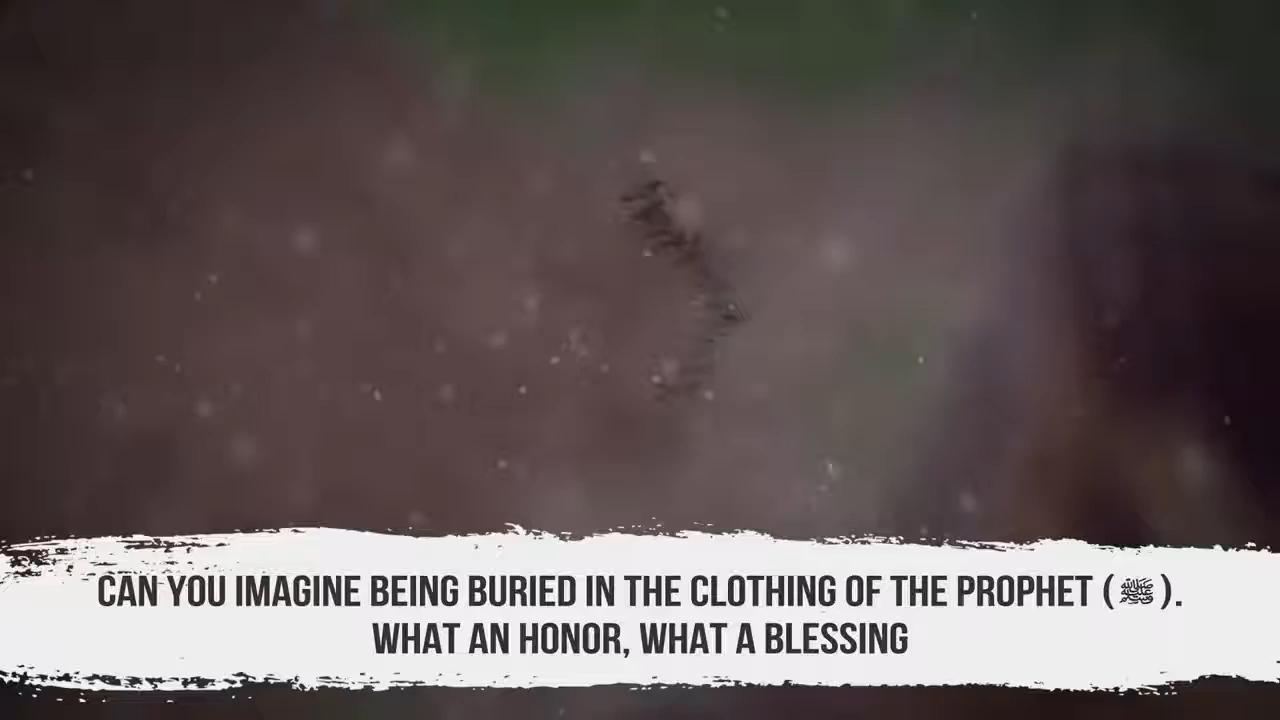 CAN YOU IMAGINE BEING BURIED IN THE CLOTHING OF THE PROPHET (ﷺ).
WHAT AN HONOR, WHAT A BLESSING